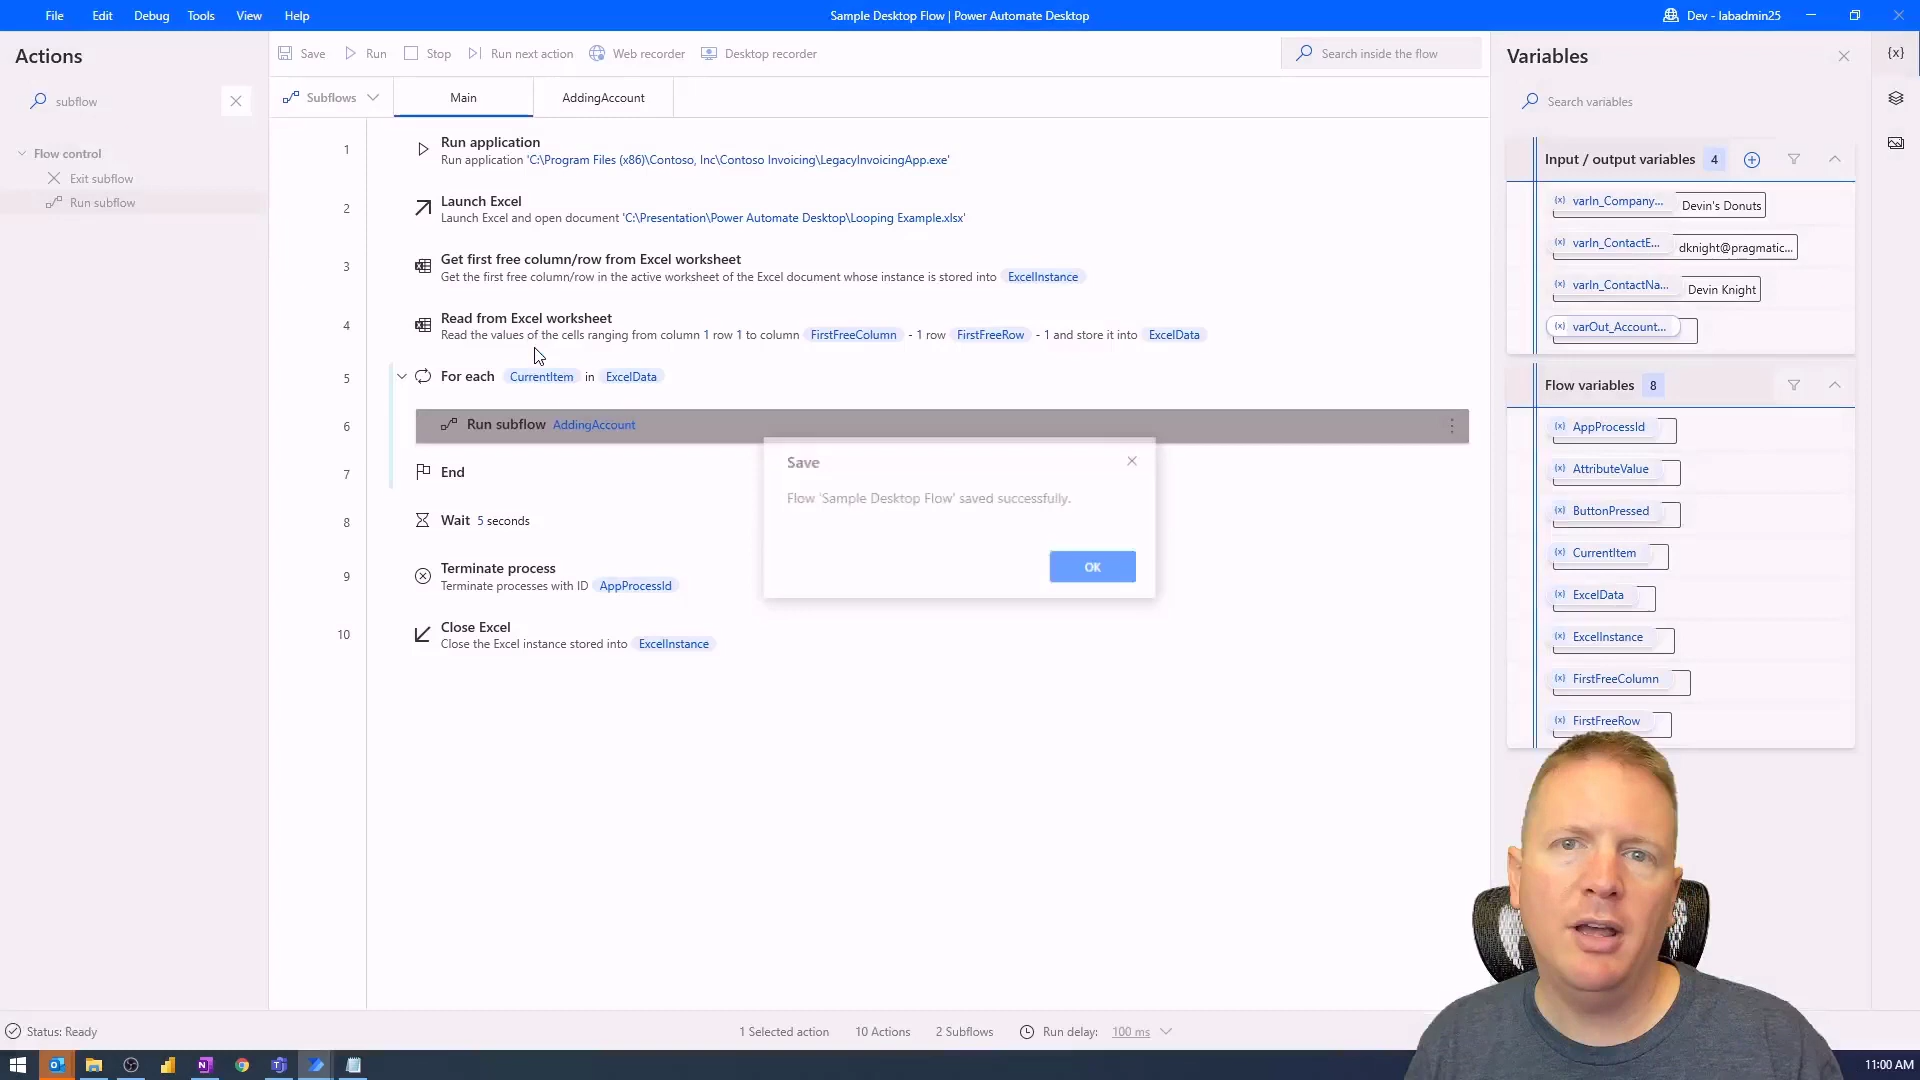 File Edit Debug Tools View Help
Sample Desktop Flow | Power Automate Desktop
Dev - labadmin25
Actions
subflow
Flow control
Exit subflow
Run subflow
Save Run Stop Run next action Web recorder Desktop recorder
Search inside the flow
Subflows Main AddingAccount
1 Run application
Run application 'C:\Program Files (x86)\Contoso, Inc\Contoso Invoicing\LegacyInvoicingApp.exe'
2 Launch Excel
Launch Excel and open document 'C:\Presentation\Power Automate Desktop\Looping Example.xlsx'
3 Get first free column/row from Excel worksheet
Get the first free column/row in the active worksheet of the Excel document whose instance is stored into ExcelInstance
4 Read from Excel worksheet
Read the values of the cells ranging from column 1 row 1 to column FirstFreeColumn - 1 row FirstFreeRow - 1 and store it into ExcelData
5 For each CurrentItem in ExcelData
6 Run subflow AddingAccount
7 End
8 Wait 5 seconds
9 Terminate process
Terminate processes with ID AppProcessId
10 Close Excel
Close the Excel instance stored into ExcelInstance
Save
Flow 'Sample Desktop Flow' saved successfully.
OK
Variables
{x}
Search variables
Input / output variables 4
(x) varIn_Company... Devin's Donuts
(x) varIn_ContactE... dknight@pragmatic...
(x) varIn_ContactNa... Devin Knight
(x) varOut_Account...
Flow variables 8
(x) AppProcessId
(x) AttributeValue
(x) ButtonPressed
(x) CurrentItem
(x) ExcelData
(x) ExcelInstance
(x) FirstFreeColumn
(x) FirstFreeRow
Status: Ready
1 Selected action 10 Actions 2 Subflows Run delay: 100 ms
11:00 AM